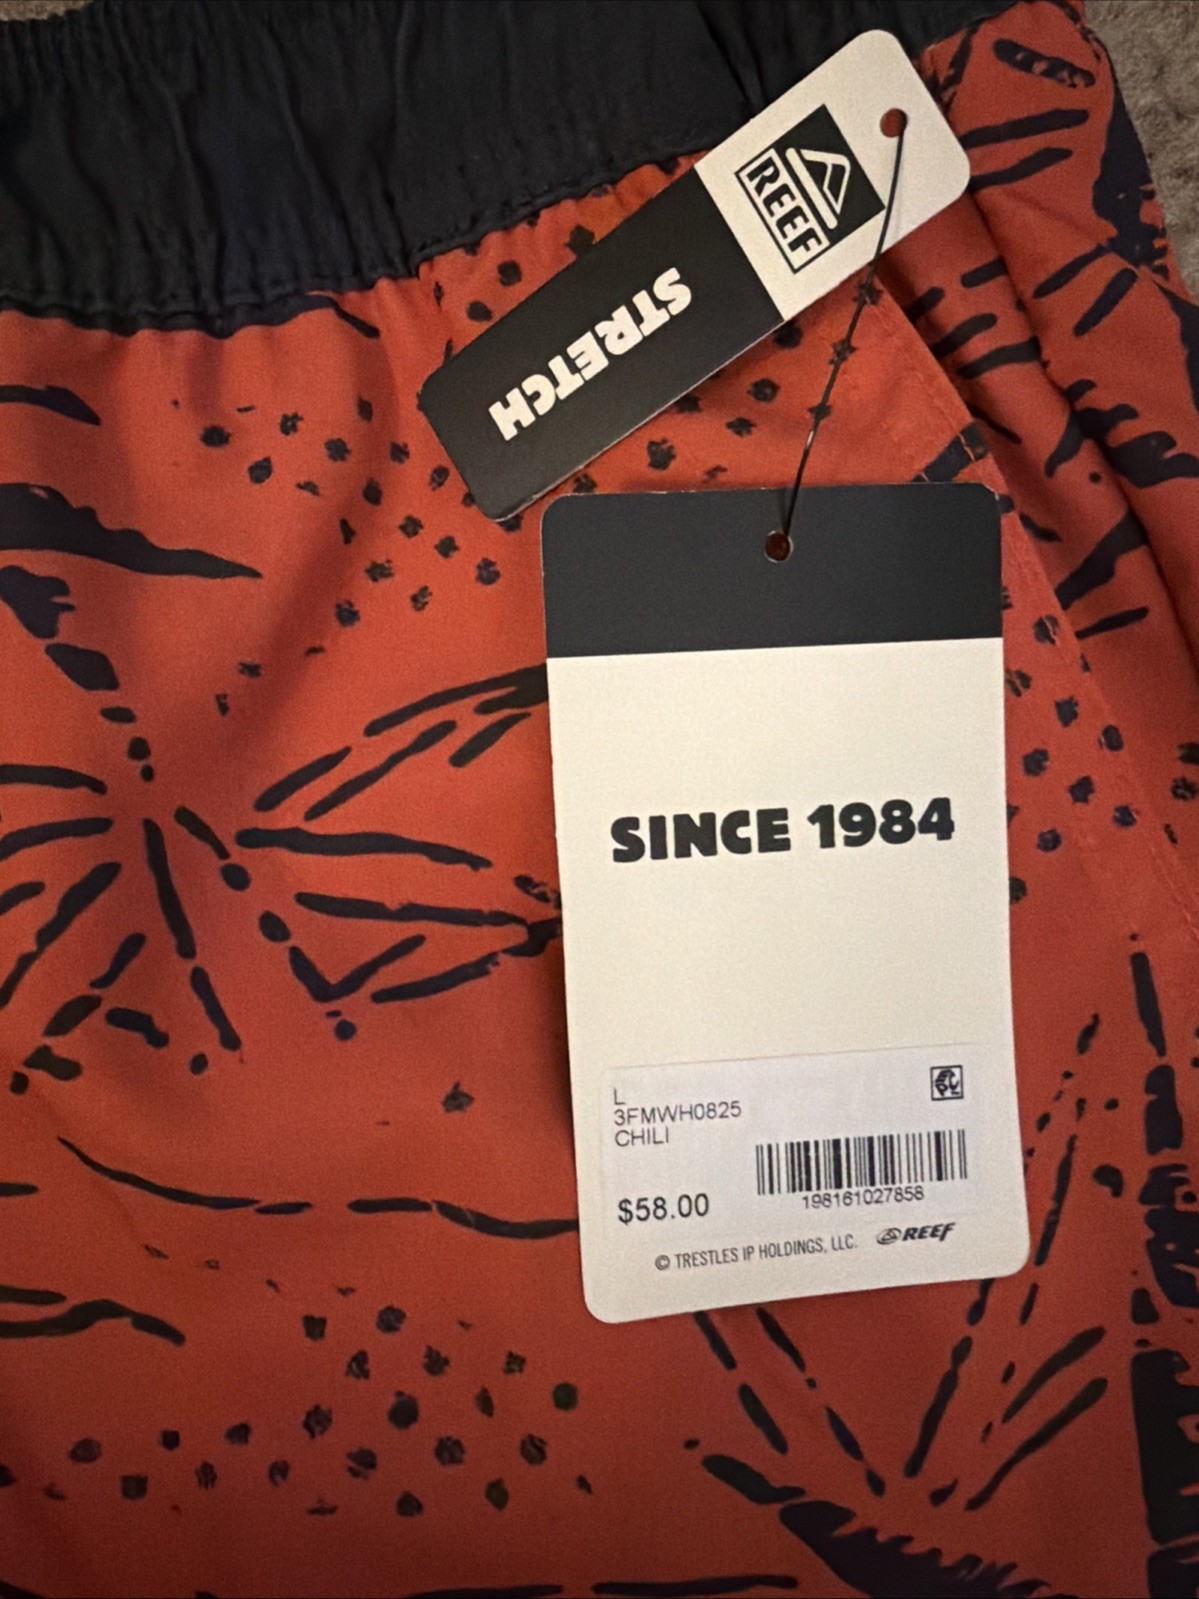 REEF
STRETCH
SINCE 1984
L
3FMWH0825
CHILI
$58.00
198161027858
© TRESTLES IP HOLDINGS, LLC.
REEF